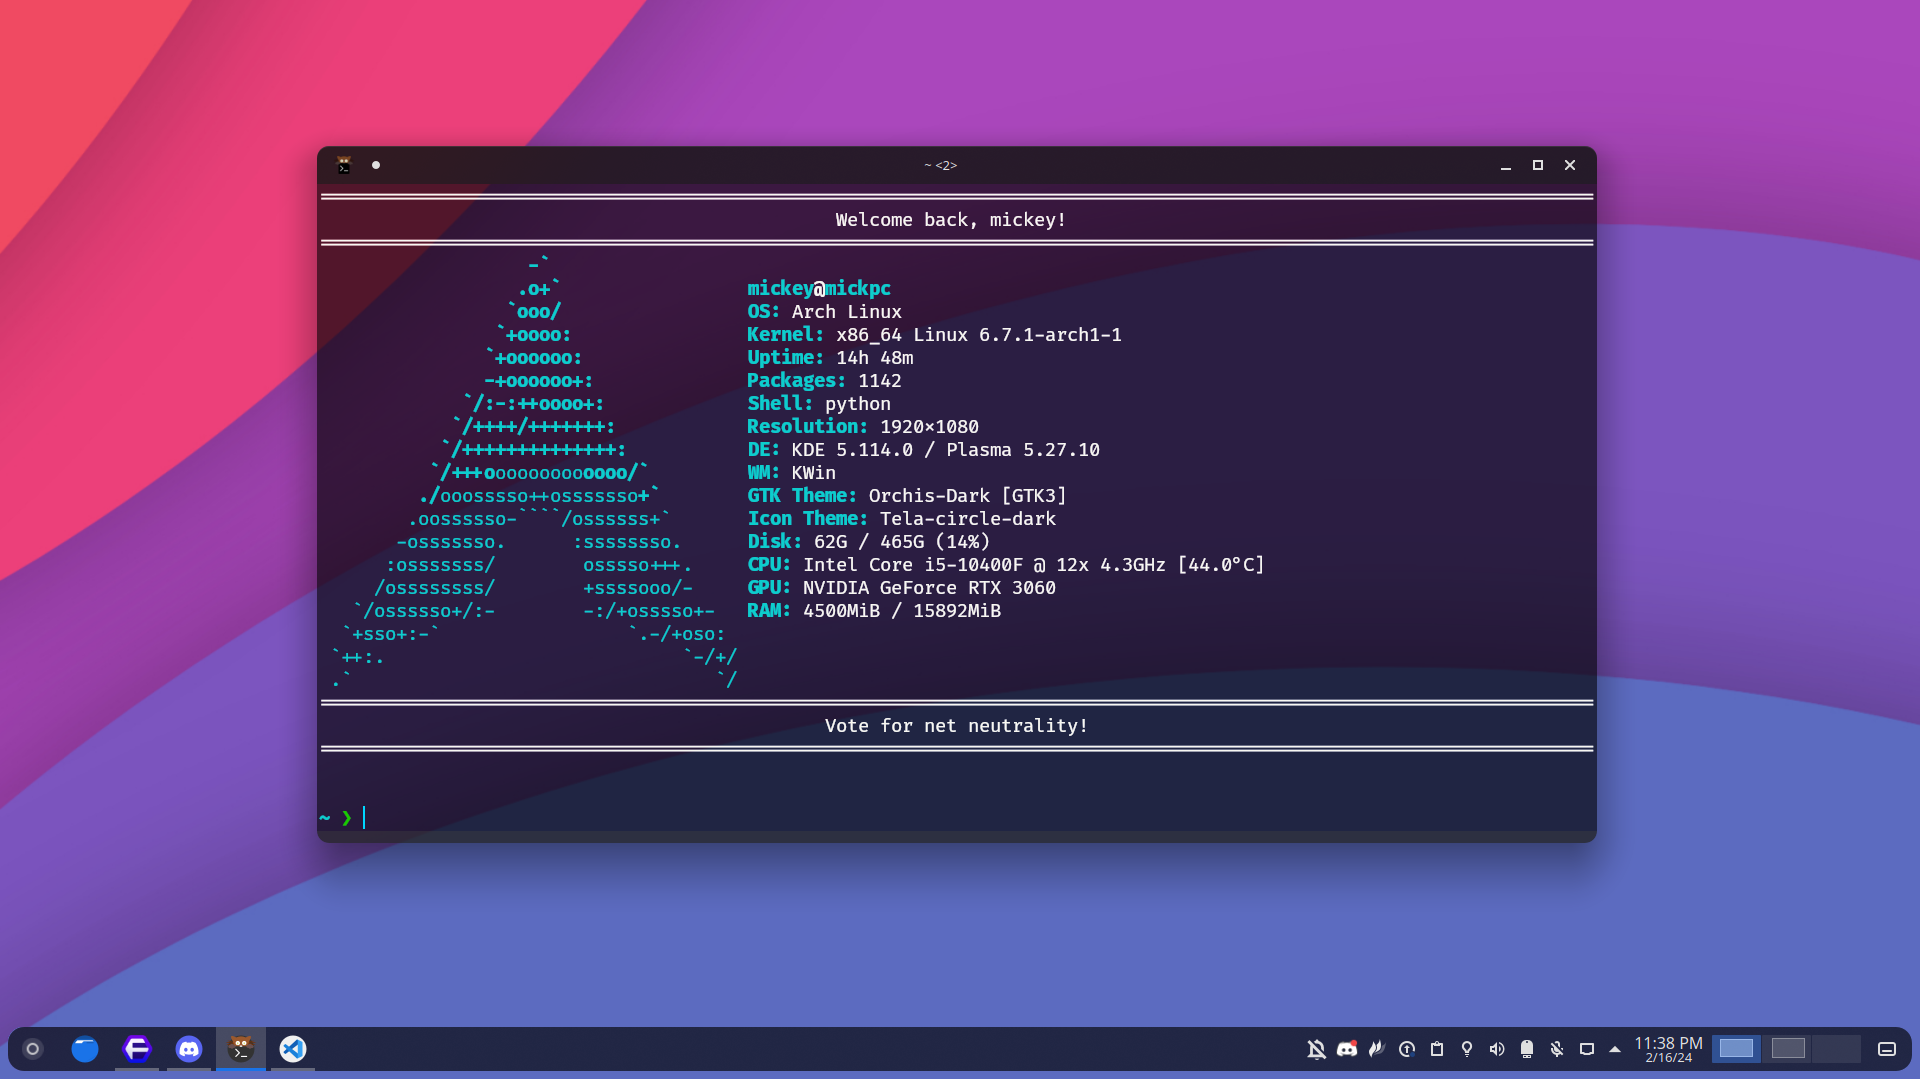 ~ <2>
Welcome back, mickey!
                   -`
                  .o+`
                 `ooo/
                `+oooo:
               `+oooooo:
               -+oooooo+:
             `/:-:++oooo+:
            `/++++/+++++++:
           `/++++++++++++++:
          `/+++ooooooooooooo/`
         ./ooosssso++osssssso+`
        .oossssso-````/ossssss+`
       -osssssso.      :ssssssso.
      :osssssss/        osssso+++.
     /ossssssss/        +ssssooo/-
   `/ossssso+/:-        -:/+osssso+-
  `+sso+:-`                 `.-/+oso:
 `++:.                           `-/+/
 .`                                 `/
mickey@mickpc
OS: Arch Linux
Kernel: x86_64 Linux 6.7.1-arch1-1
Uptime: 14h 48m
Packages: 1142
Shell: python
Resolution: 1920×1080
DE: KDE 5.114.0 / Plasma 5.27.10
WM: KWin
GTK Theme: Orchis-Dark [GTK3]
Icon Theme: Tela-circle-dark
Disk: 62G / 465G (14%)
CPU: Intel Core i5-10400F @ 12x 4.3GHz [44.0°C]
GPU: NVIDIA GeForce RTX 3060
RAM: 4500MiB / 15892MiB
Vote for net neutrality!
~ ❯
11:38 PM
2/16/24